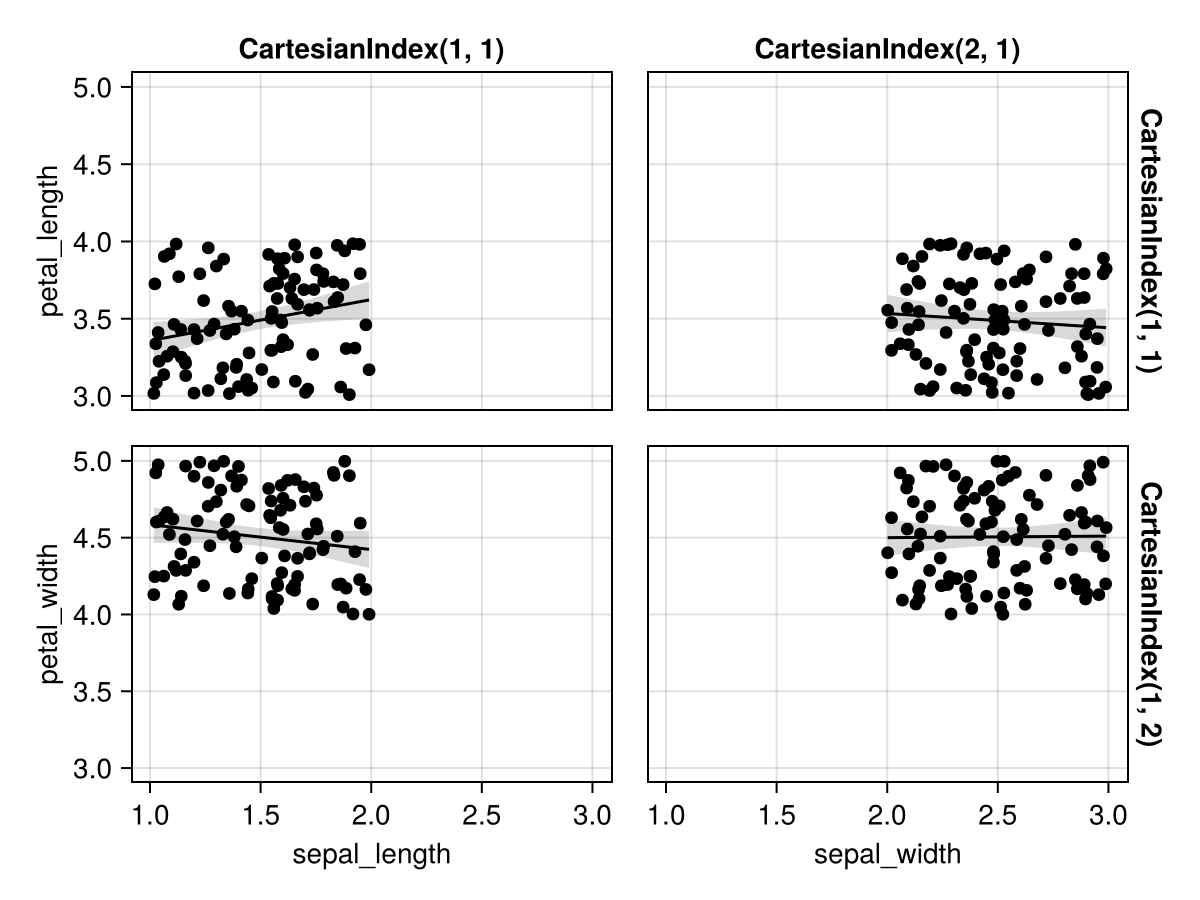 CartesianIndex(1, 1)
CartesianIndex(2, 1)
petal_length
5.0
4.5
4.0
3.5
3.0
CartesianIndex(1, 1)
petal_width
5.0
4.5
4.0
3.5
3.0
CartesianIndex(1, 2)
1.0 1.5 2.0 2.5 3.0
1.0 1.5 2.0 2.5 3.0
sepal_length
sepal_width